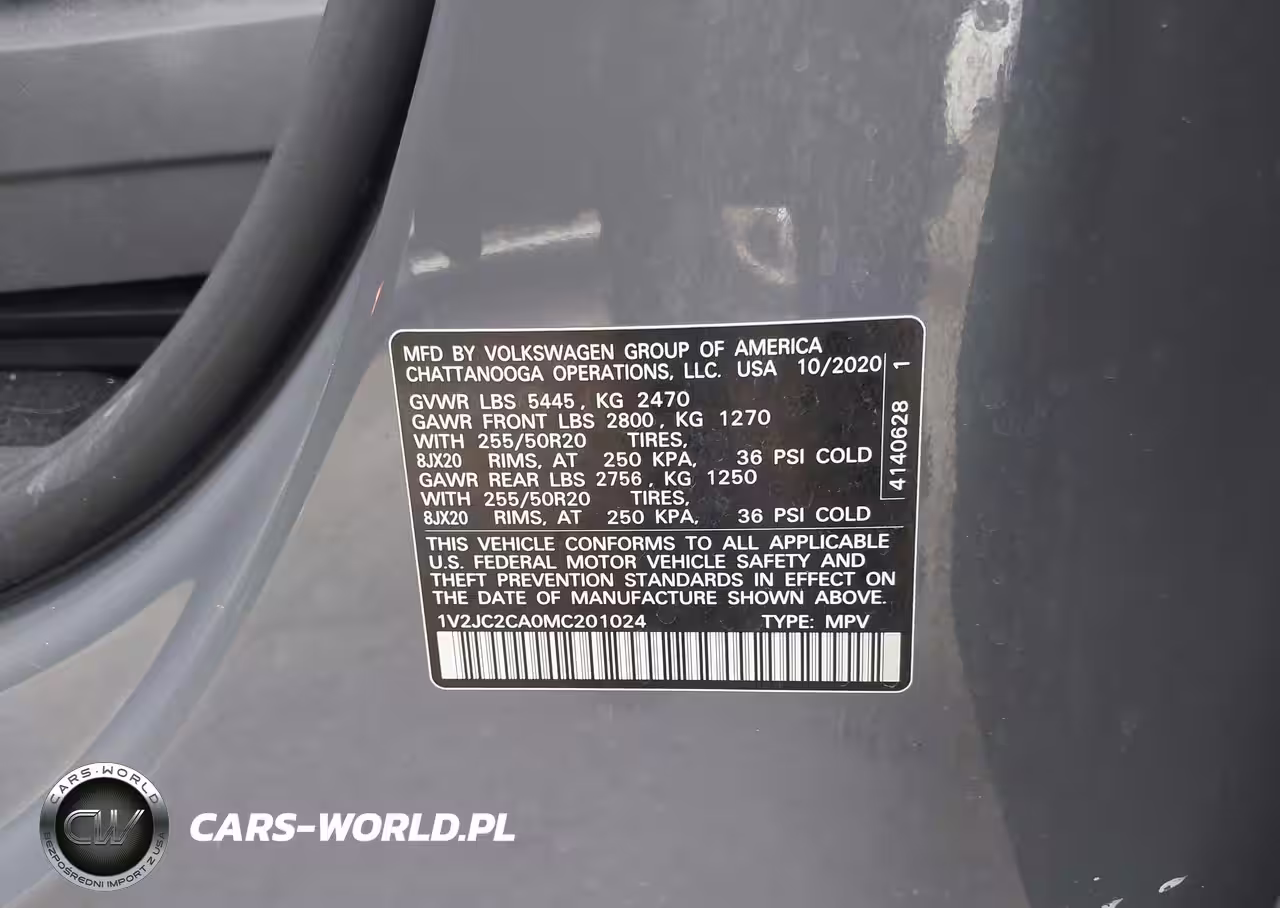 MFD BY VOLKSWAGEN GROUP OF AMERICA
CHATTANOOGA OPERATIONS, LLC. USA 10/2020
GVWR LBS 5445, KG 2470
GAWR FRONT LBS 2800, KG 1270
WITH 255/50R20 TIRES,
8JX20 RIMS, AT 250 KPA, 36 PSI COLD
GAWR REAR LBS 2756, KG 1250
WITH 255/50R20 TIRES,
8JX20 RIMS, AT 250 KPA, 36 PSI COLD
4140628 1
THIS VEHICLE CONFORMS TO ALL APPLICABLE
U.S. FEDERAL MOTOR VEHICLE SAFETY AND
THEFT PREVENTION STANDARDS IN EFFECT ON
THE DATE OF MANUFACTURE SHOWN ABOVE.
1V2JC2CA0MC201024 TYPE: MPV
CARS-WORLD
CW
BEZPOŚREDNI IMPORT Z USA
CARS-WORLD.PL